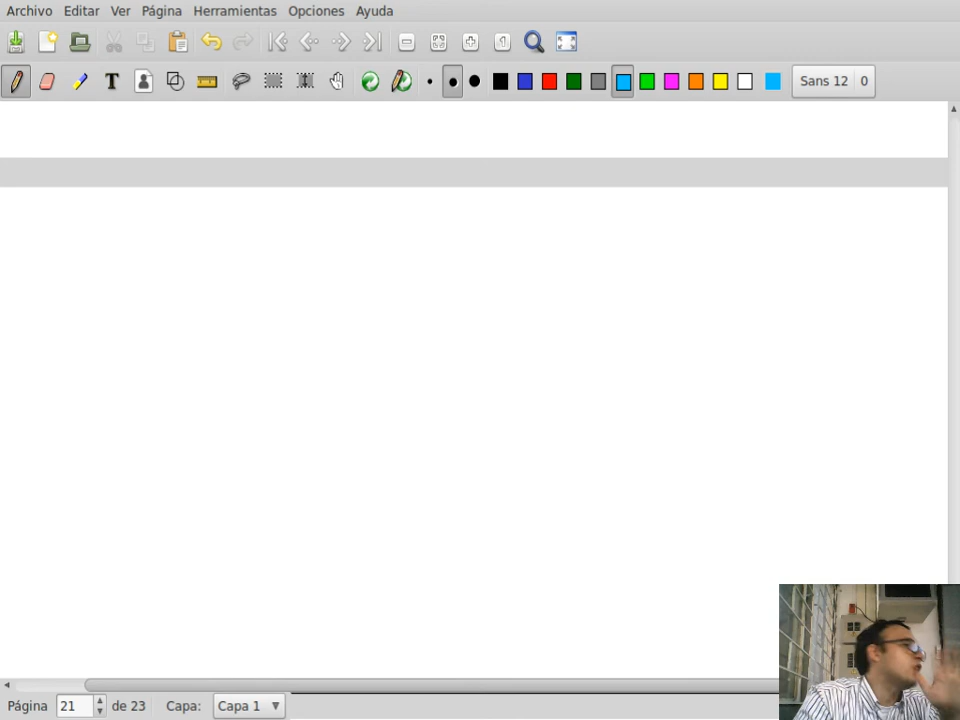 Archivo Editar Ver Página Herramientas Opciones Ayuda
T Sans 12 0
Página 21 de 23 Capa: Capa 1